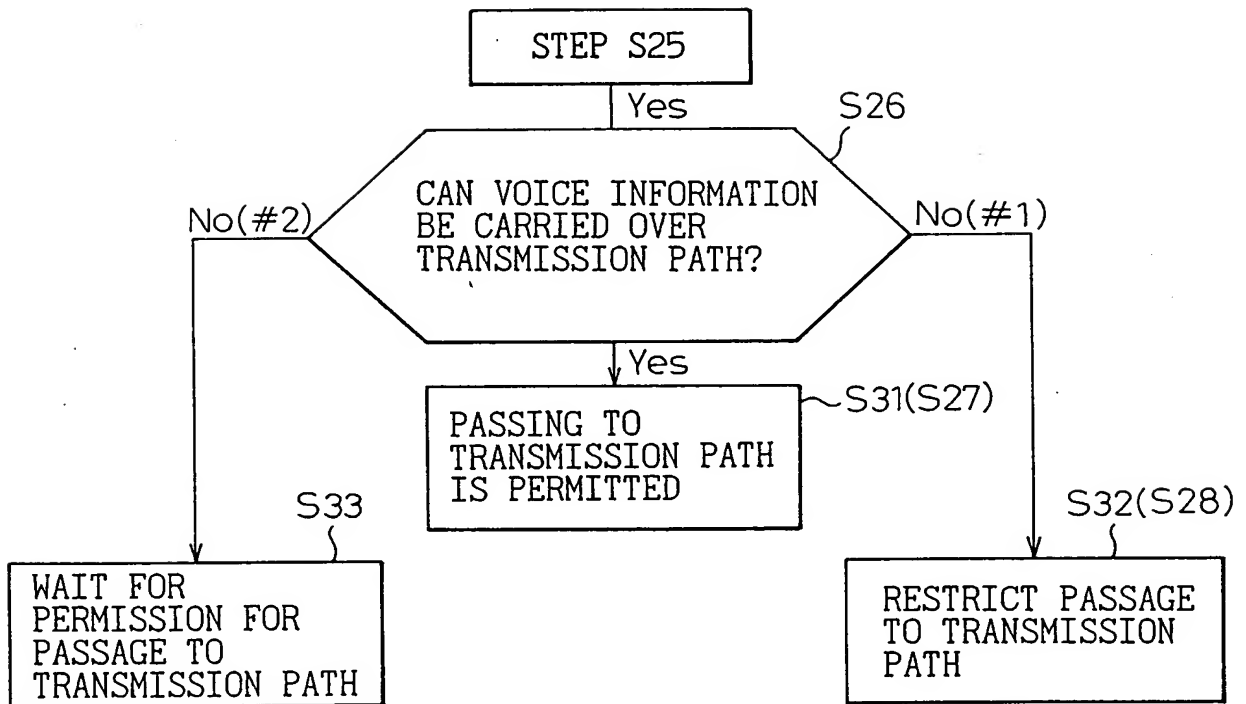 STEP S25
Yes
S26
CAN VOICE INFORMATION
BE CARRIED OVER
TRANSMISSION PATH?
No(#2)
No(#1)
Yes
S31(S27)
PASSING TO
TRANSMISSION PATH
IS PERMITTED
S33
WAIT FOR
PERMISSION FOR
PASSAGE TO
TRANSMISSION PATH
S32(S28)
RESTRICT PASSAGE
TO TRANSMISSION
PATH